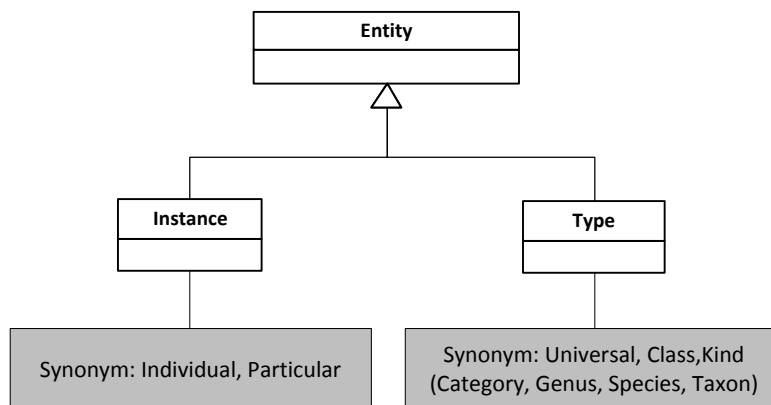 Entity
Instance
Type
Synonym: Individual, Particular
Synonym: Universal, Class,Kind
(Category, Genus, Species, Taxon)